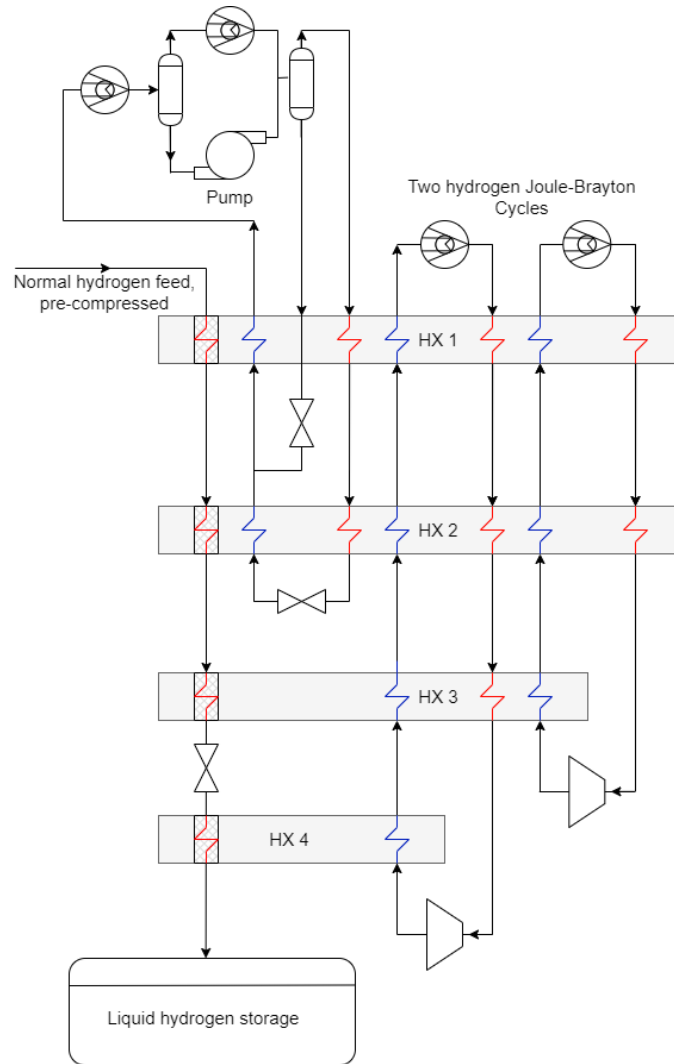 Pump
Two hydrogen Joule-Brayton
Cycles
Normal hydrogen feed,
pre-compressed
HX 1
HX 2
HX 3
HX 4
Liquid hydrogen storage